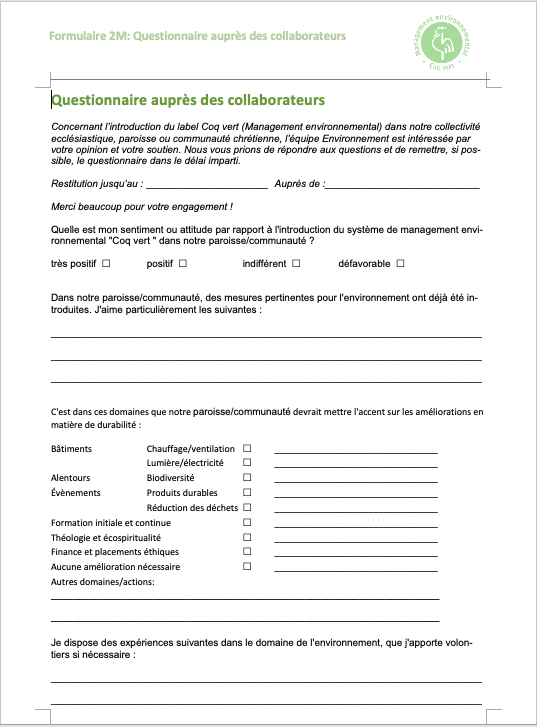 Formulaire 2M: Questionnaire auprès des collaborateurs
Management environnemental
Coq vert
Questionnaire auprès des collaborateurs
Concernant l'introduction du label Coq vert (Management environnemental) dans notre collectivité
ecclésiastique, paroisse ou communauté chrétienne, l'équipe Environnement est intéressée par
votre opinion et votre soutien. Nous vous prions de répondre aux questions et de remettre, si pos-
sible, le questionnaire dans le délai imparti.
Restitution jusqu'au : ______________________ Auprès de :____________________________
Merci beaucoup pour votre engagement !
Quelle est mon sentiment ou attitude par rapport à l'introduction du système de management envi-
ronnemental "Coq vert " dans notre paroisse/communauté ?
très positif ☐ positif ☐ indifférent ☐ défavorable ☐
Dans notre paroisse/communauté, des mesures pertinentes pour l'environnement ont déjà été in-
troduites. J'aime particulièrement les suivantes :
C'est dans ces domaines que notre paroisse/communauté devrait mettre l'accent sur les améliorations en
matière de durabilité :
Bâtiments Chauffage/ventilation ☐
Lumière/électricité ☐
Alentours Biodiversité ☐
Évènements Produits durables ☐
Réduction des déchets ☐
Formation initiale et continue ☐
Théologie et écospiritualité ☐
Finance et placements éthiques ☐
Aucune amélioration nécessaire ☐
Autres domaines/actions:
Je dispose des expériences suivantes dans le domaine de l'environnement, que j'apporte volon-
tiers si nécessaire :